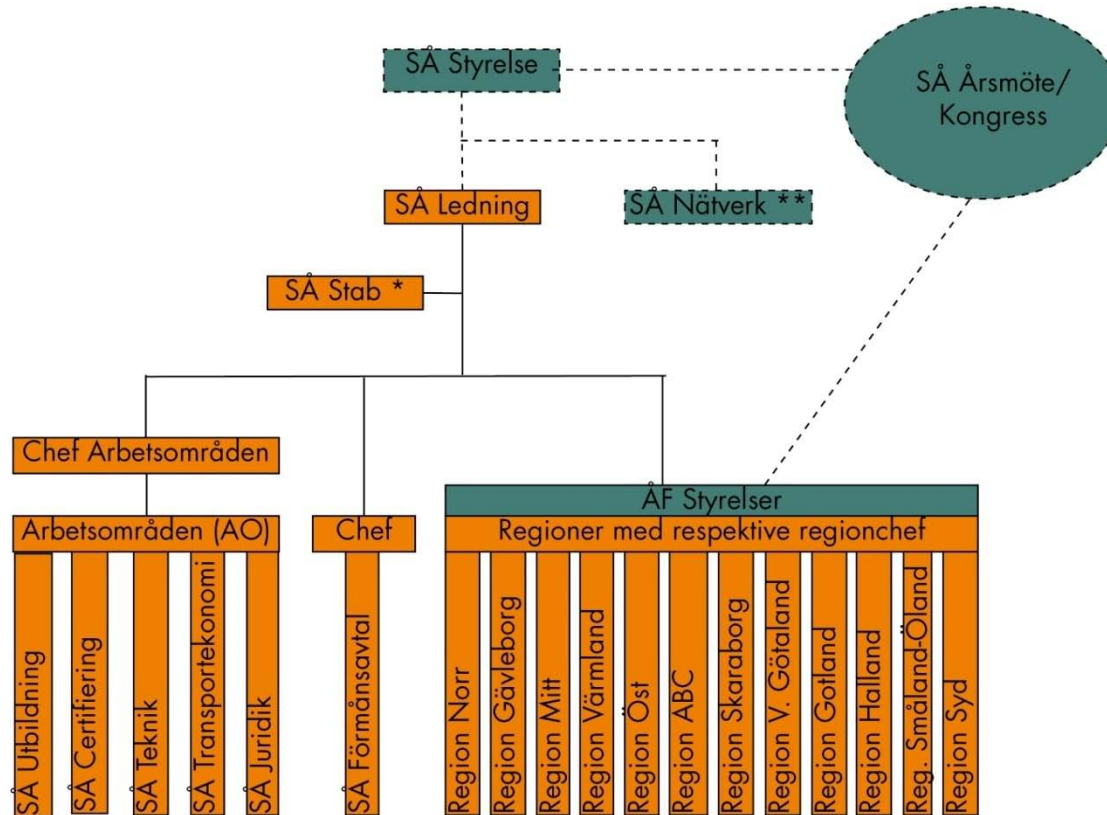 SÅ Styrelse
SÅ Årsmöte/
Kongress
SÅ Ledning
SÅ Nätverk **
SÅ Stab *
Chef Arbetsområden
ÅF Styrelser
Arbetsområden (AO)
Chef
Regioner med respektive regionchef
SÅ Utbildning
SÅ Certifiering
SÅ Teknik
SÅ Transportekonomi
SÅ Juridik
SÅ Förmånsavtal
Region Norr
Region Gävleborg
Region Mitt
Region Värmland
Region Öst
Region ABC
Region Skaraborg
Region V. Götaland
Region Gotland
Region Halland
Reg. Småland-Öland
Region Syd